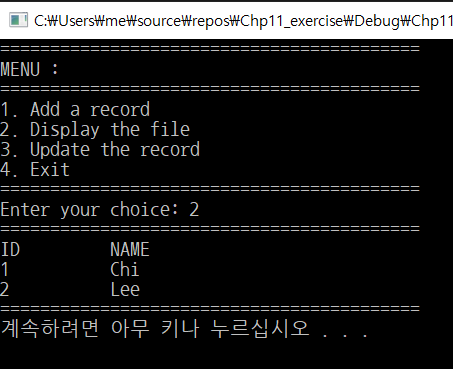 C:₩Users₩me₩source₩repos₩Chp11_exercise₩Debug₩Chp11
==========================================
MENU :
==========================================
1. Add a record
2. Display the file
3. Update the record
4. Exit
==========================================
Enter your choice: 2
==========================================
ID NAME
1 Chi
2 Lee
==========================================
계속하려면 아무 키나 누르십시오 . . .